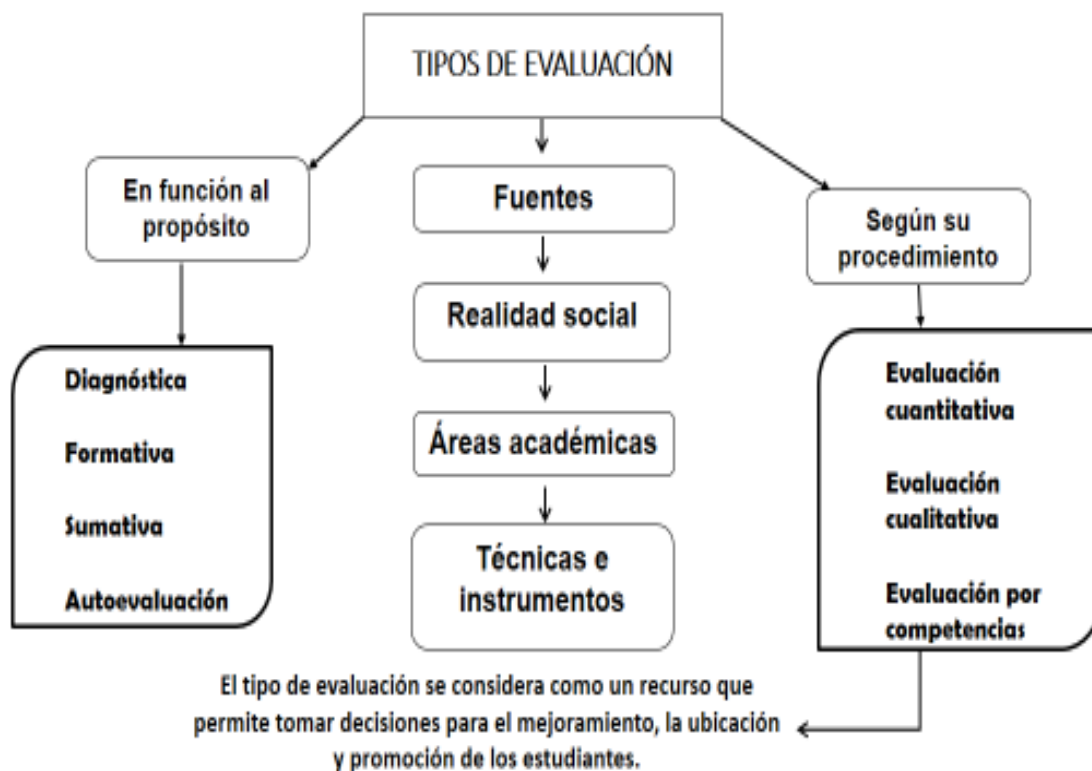 TIPOS DE EVALUACIÓN
En función al
propósito
Diagnóstica
Formativa
Sumativa
Autoevaluación
Fuentes
Realidad social
Áreas académicas
Técnicas e
instrumentos
Según su
procedimiento
Evaluación
cuantitativa
Evaluación
cualitativa
Evaluación por
competencias
El tipo de evaluación se considera como un recurso que
permite tomar decisiones para el mejoramiento, la ubicación
y promoción de los estudiantes.